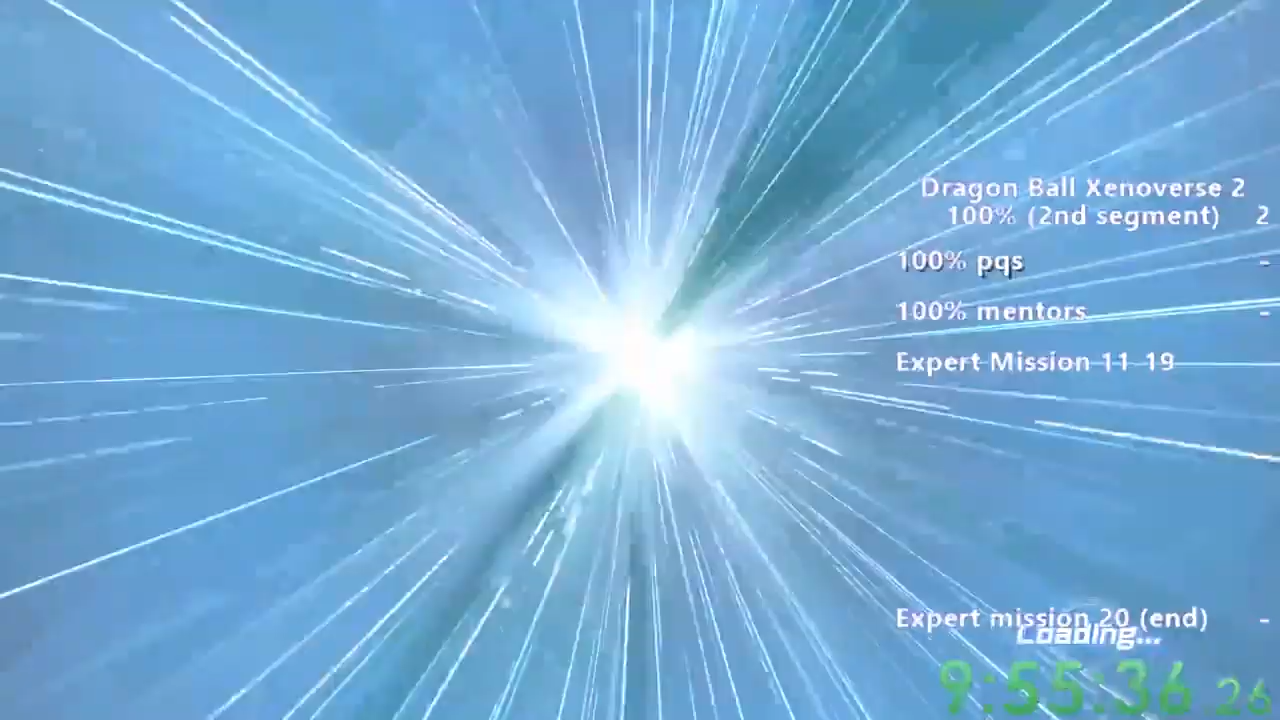 Dragon Ball Xenoverse 2
100% (2nd segment) 2
100% pqs -
100% mentors -
Expert Mission 11-19
Expert mission 20 (end) -
Loading...
9:55:36.26